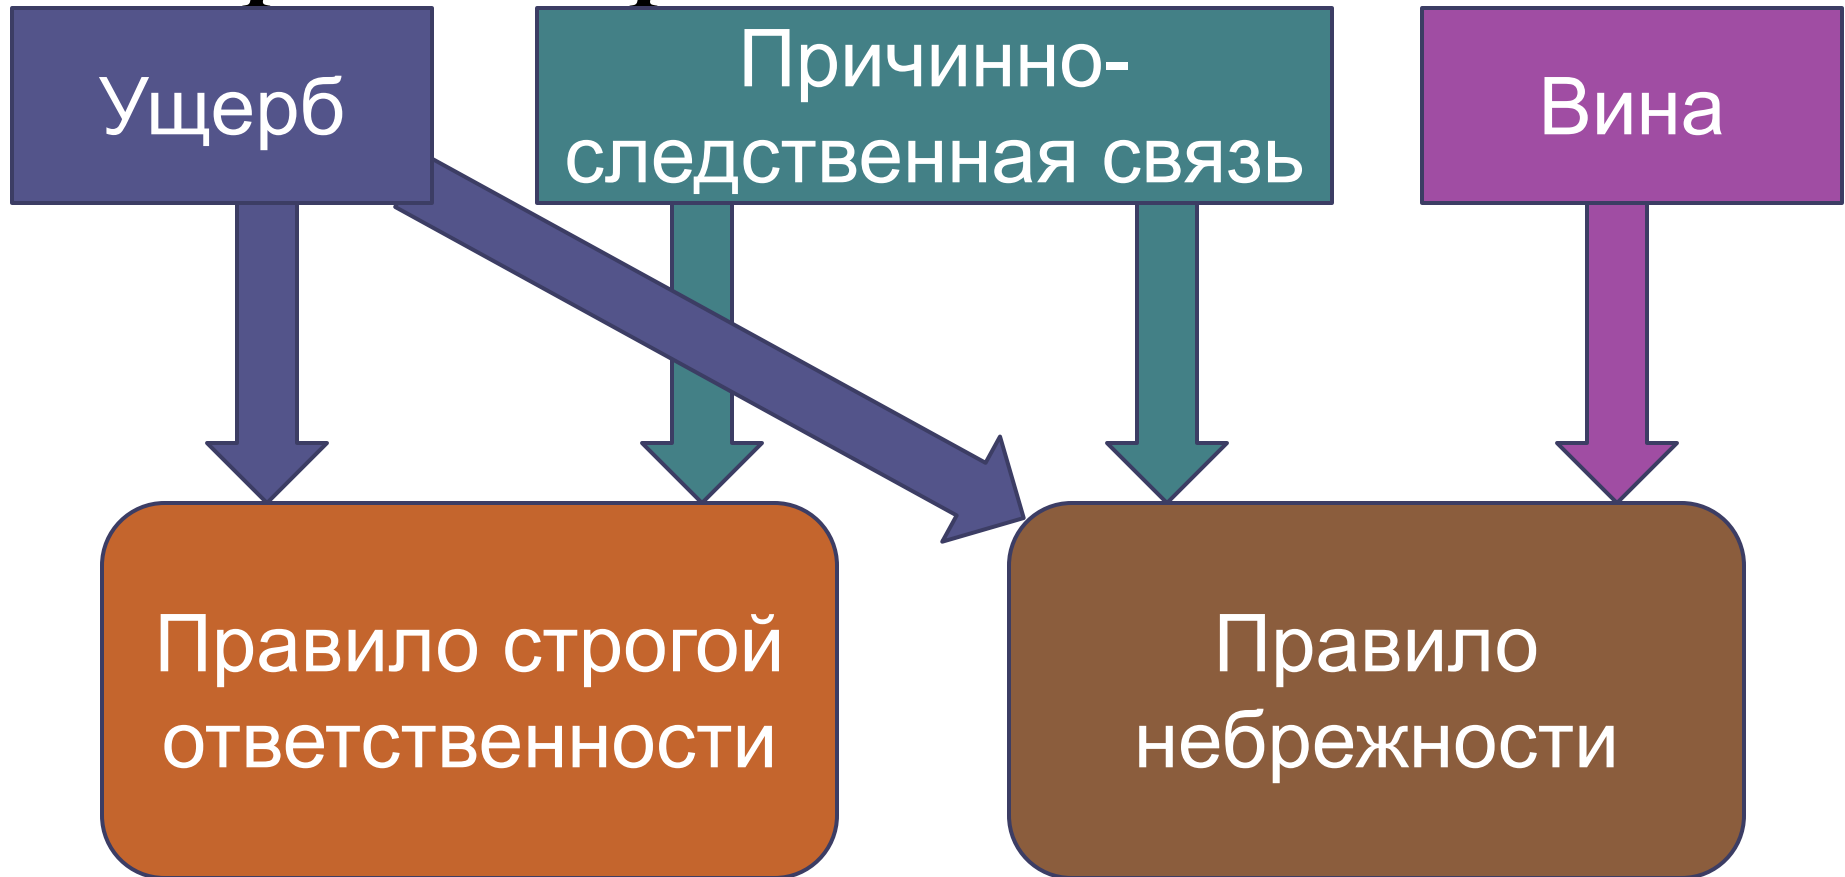 Ущерб
Причинно-
следственная связь
Вина
Правило строгой
ответственности
Правило
небрежности